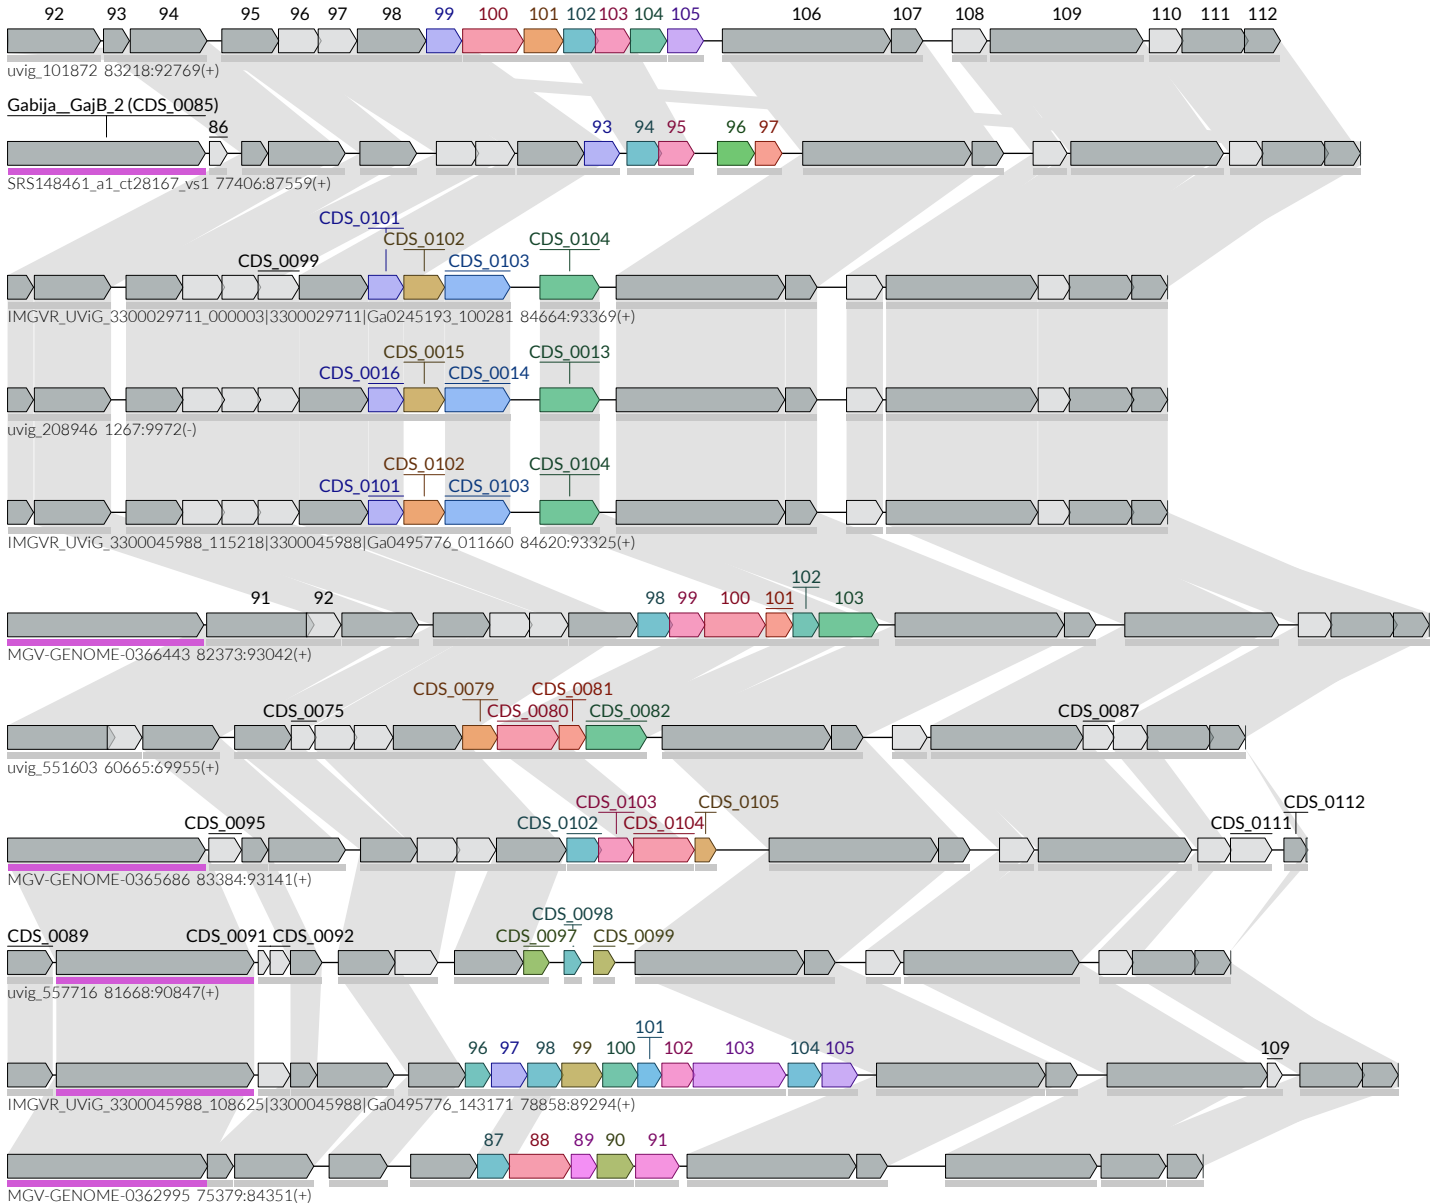 92 93 94 95 96 97 98 99 100 101 102 103 104 105 106 107 108 109 110 111 112
uvig_101872 83218:92769(+)
Gabija__GajB_2 (CDS_0085)
86 93 94 95 96 97
SRS148461_a1_ct28167_vs1 77406:87559(+)
CDS_0101
CDS_0102 CDS_0104
CDS_0099 CDS_0103
IMGVR_UViG_3300029711_000003|3300029711|Ga0245193_100281 84664:93369(+)
CDS_0015 CDS_0013
CDS_0016 CDS_0014
uvig_208946 1267:9972(-)
CDS_0102 CDS_0104
CDS_0101 CDS_0103
IMGVR_UViG_3300045988_115218|3300045988|Ga0495776_011660 84620:93325(+)
102
91 92 98 99 100 101 103
MGV-GENOME-0366443 82373:93042(+)
CDS_0079 CDS_0081
CDS_0075 CDS_0080 CDS_0082 CDS_0087
uvig_551603 60665:69955(+)
CDS_0103 CDS_0105 CDS_0112
CDS_0095 CDS_0102 CDS_0104 CDS_0111
MGV-GENOME-0365686 83384:93141(+)
CDS_0098
CDS_0089 CDS_0091 CDS_0092 CDS_0097 CDS_0099
uvig_557716 81668:90847(+)
101
96 97 98 99 100 102 103 104 105 109
IMGVR_UViG_3300045988_108625|3300045988|Ga0495776_143171 78858:89294(+)
87 88 89 90 91
MGV-GENOME-0362995 75379:84351(+)